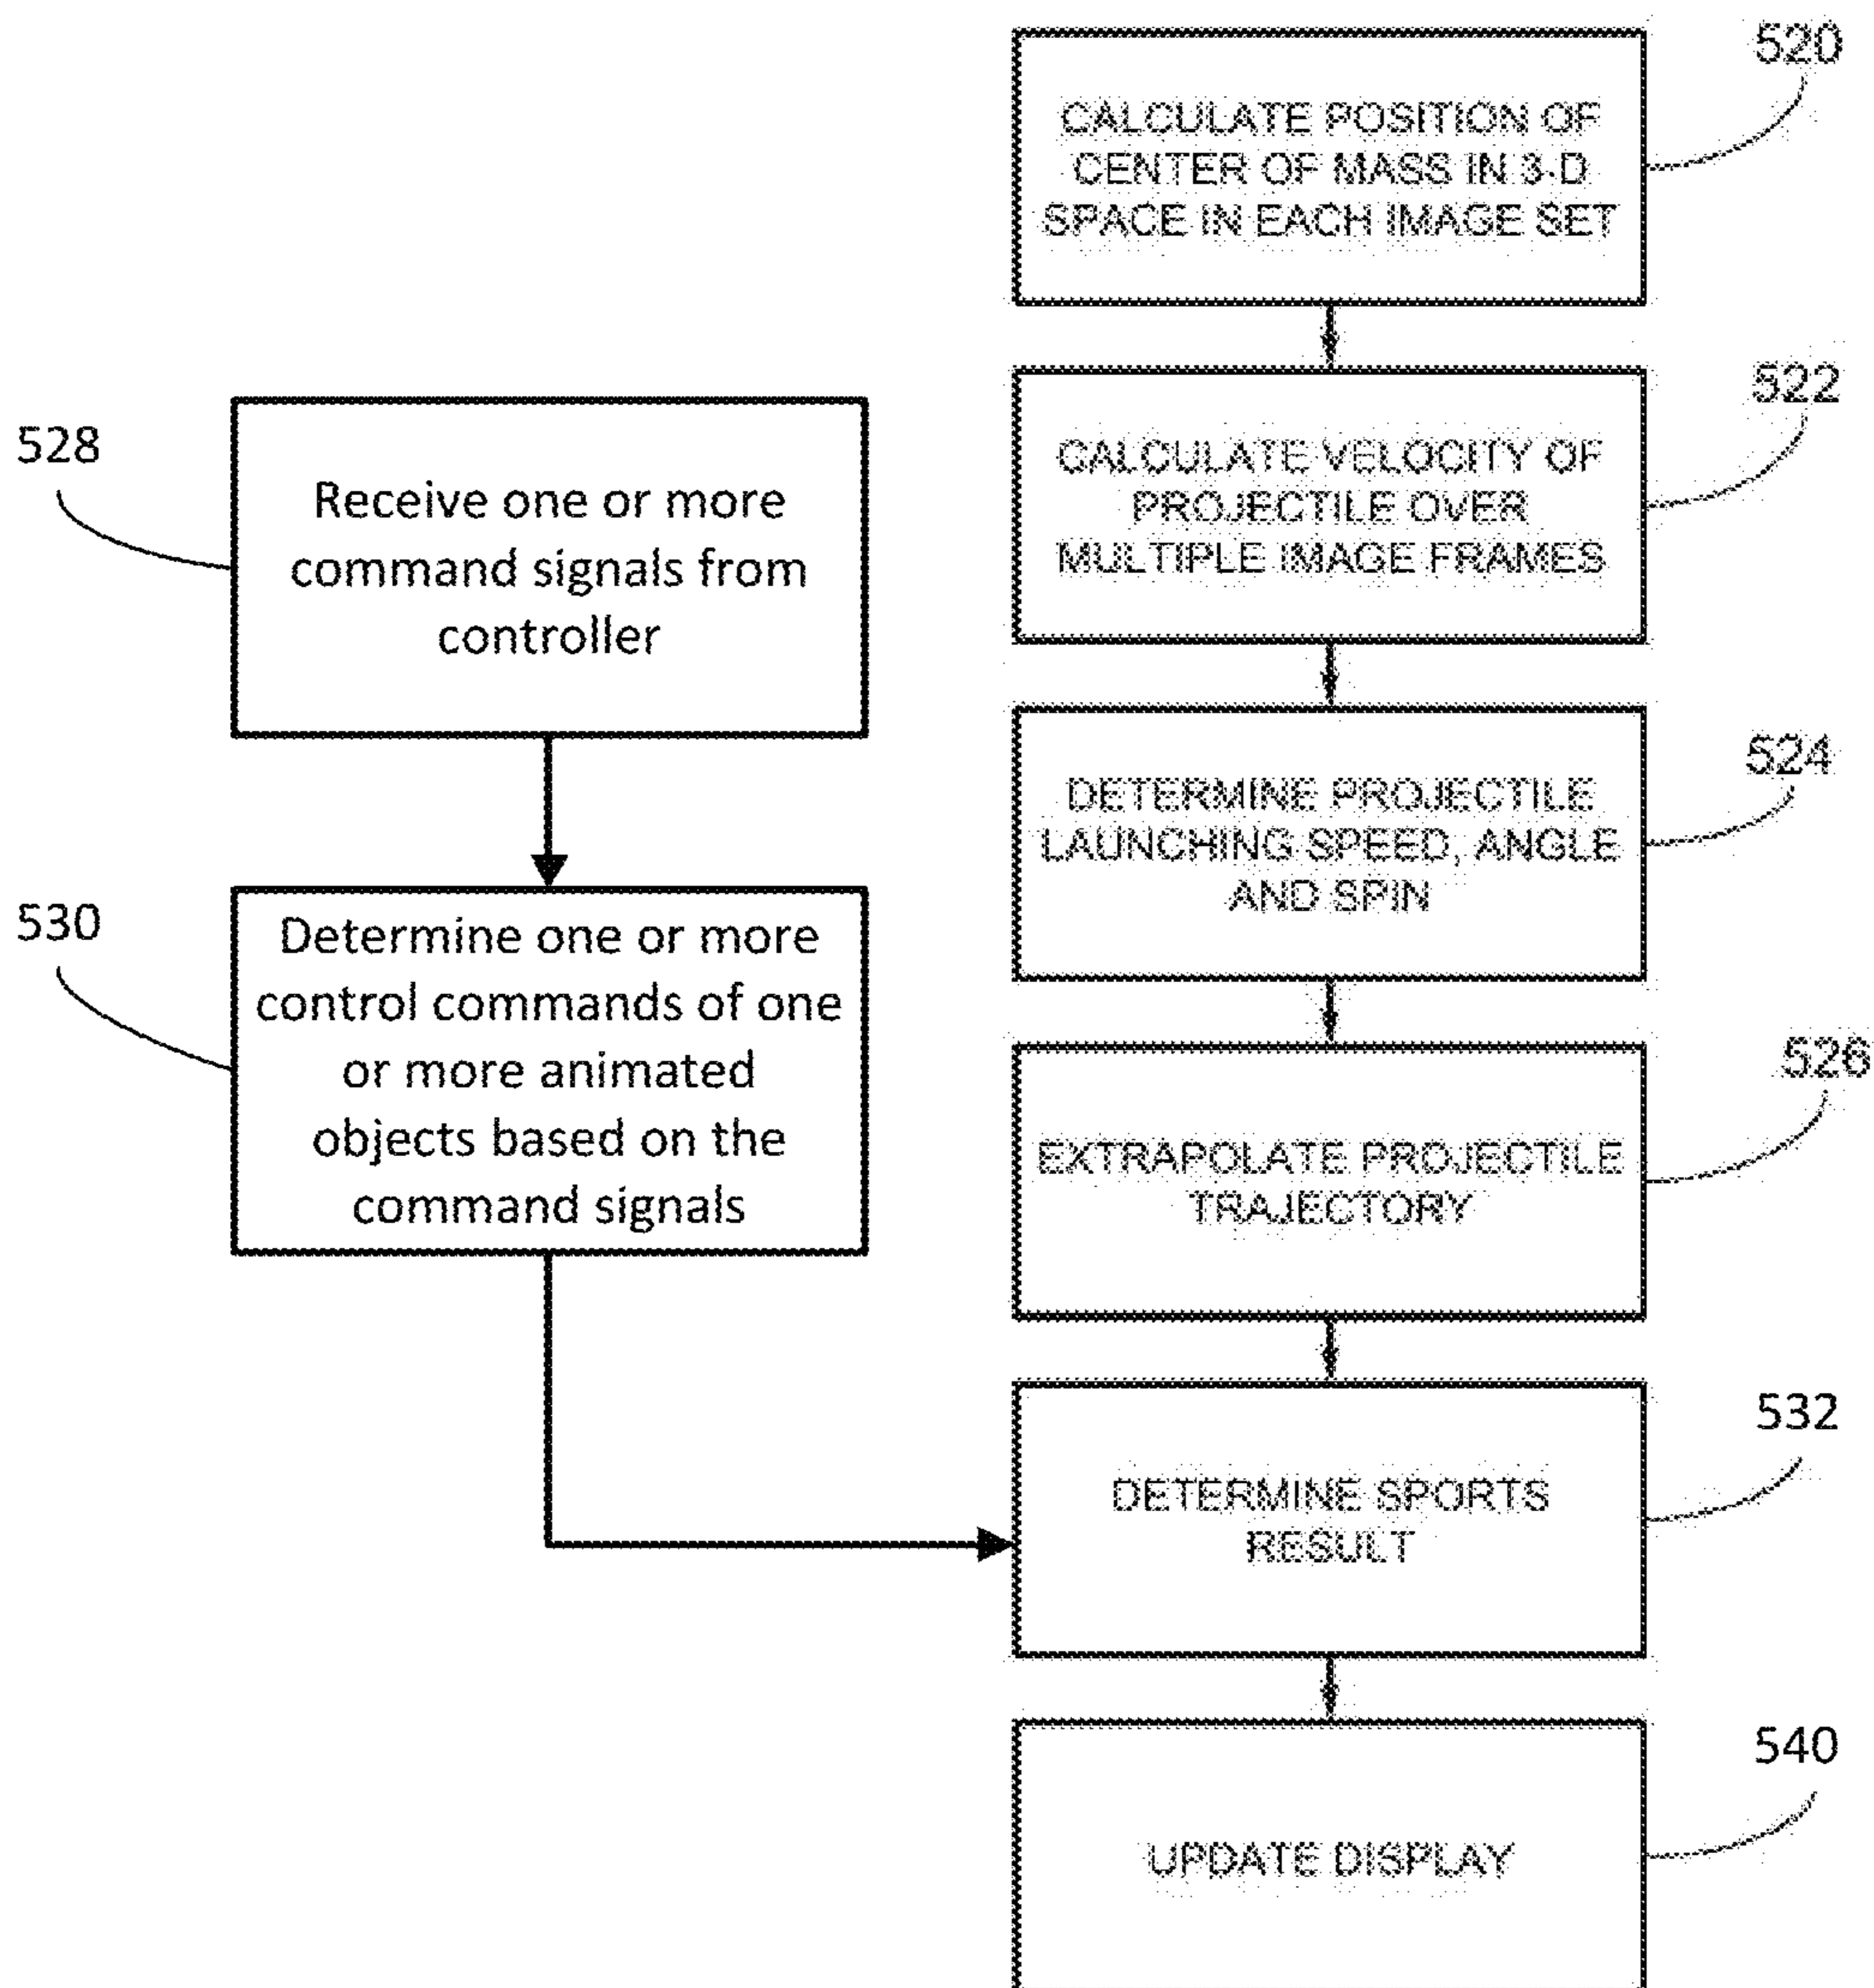 520
CALCULATE POSITION OF
CENTER OF MASS IN 3-D
SPACE IN EACH IMAGE SET
522
CALCULATE VELOCITY OF
PROJECTILE OVER
MULTIPLE IMAGE FRAMES
528
Receive one or more
command signals from
controller
524
DETERMINE PROJECTILE
LAUNCHING SPEED, ANGLE
AND SPIN
530
Determine one or more
control commands of one
or more animated
objects based on the
command signals
526
EXTRAPOLATE PROJECTILE
TRAJECTORY
532
DETERMINE SPORTS
RESULT
540
UPDATE DISPLAY